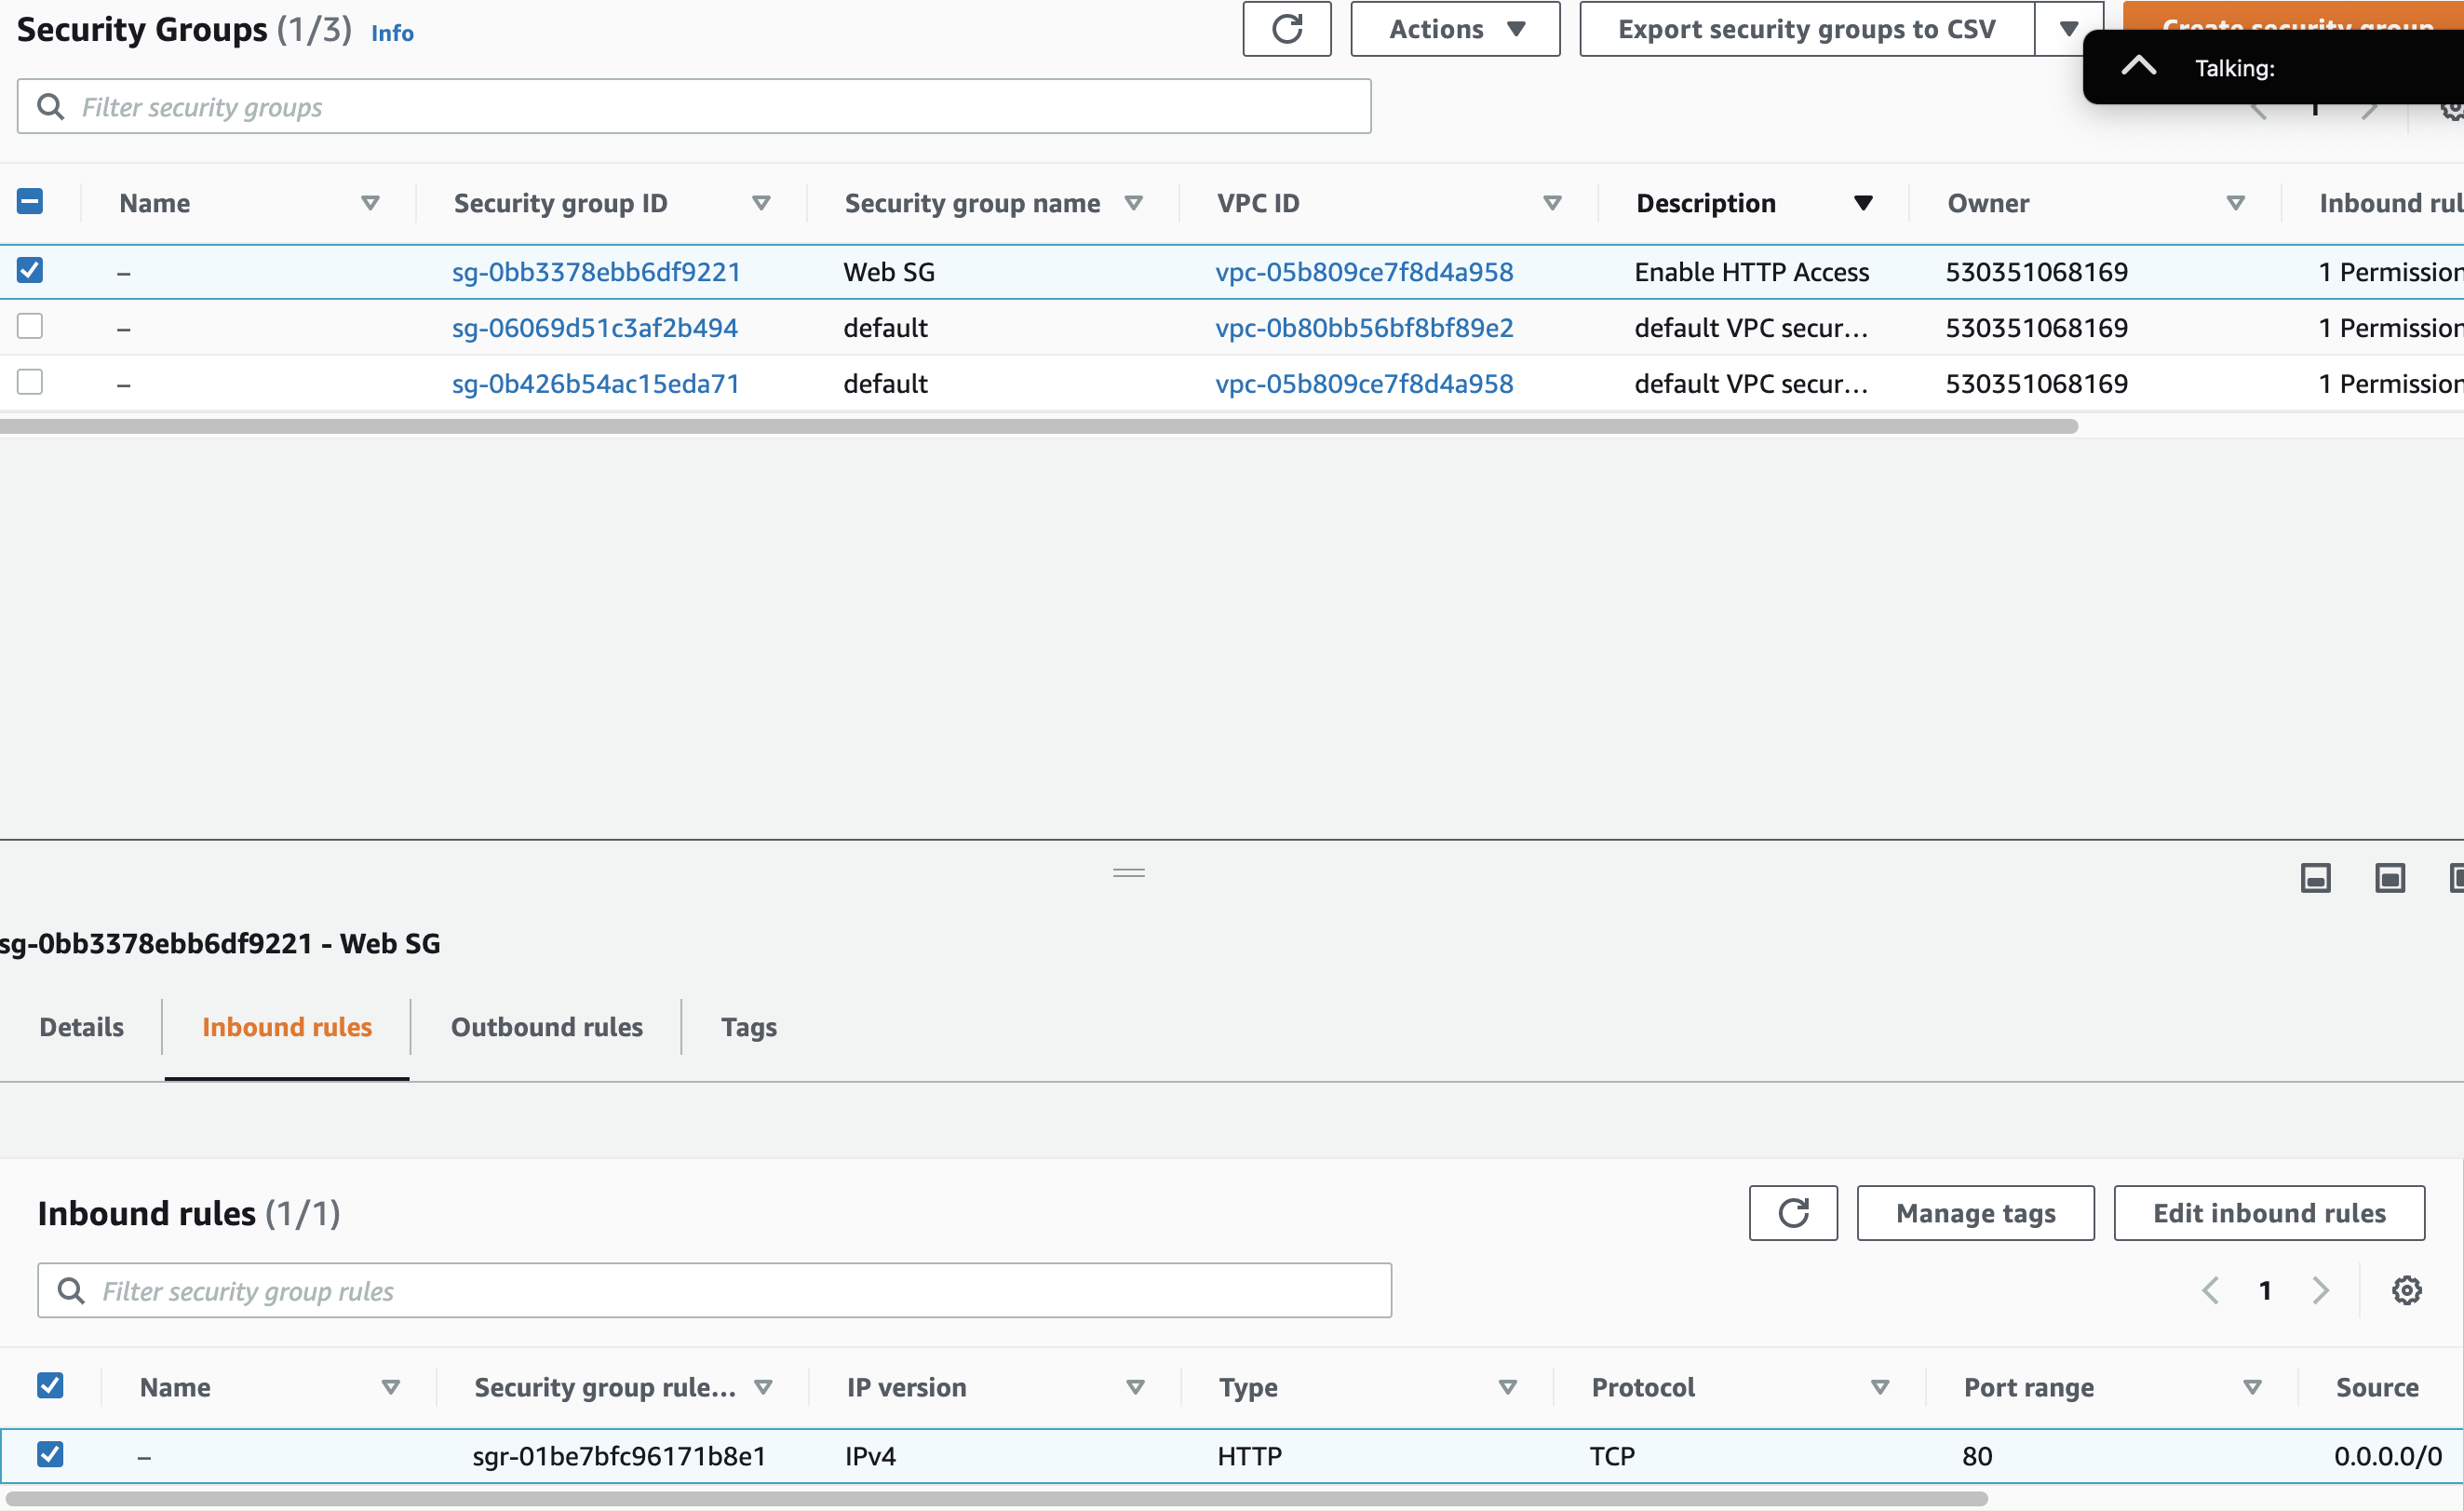 Security Groups (1/3) Info
Actions
Export security groups to CSV
Create security group
Talking:
Filter security groups
Name Security group ID Security group name VPC ID Description Owner Inbound rul
– sg-0bb3378ebb6df9221 Web SG vpc-05b809ce7f8d4a958 Enable HTTP Access 530351068169 1 Permission
– sg-06069d51c3af2b494 default vpc-0b80bb56bf8bf89e2 default VPC secur… 530351068169 1 Permission
– sg-0b426b54ac15eda71 default vpc-05b809ce7f8d4a958 default VPC secur… 530351068169 1 Permission
sg-0bb3378ebb6df9221 - Web SG
Details Inbound rules Outbound rules Tags
Inbound rules (1/1)
Manage tags
Edit inbound rules
Filter security group rules
1
Name Security group rule… IP version Type Protocol Port range Source
– sgr-01be7bfc96171b8e1 IPv4 HTTP TCP 80 0.0.0.0/0